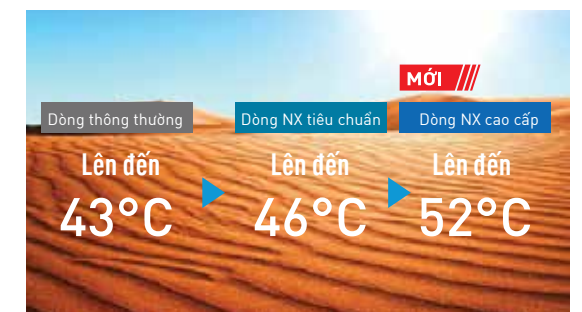 MỚI
Dòng thông thường
Dòng NX tiêu chuẩn
Dòng NX cao cấp
Lên đến
Lên đến
Lên đến
43°C
46°C
52°C